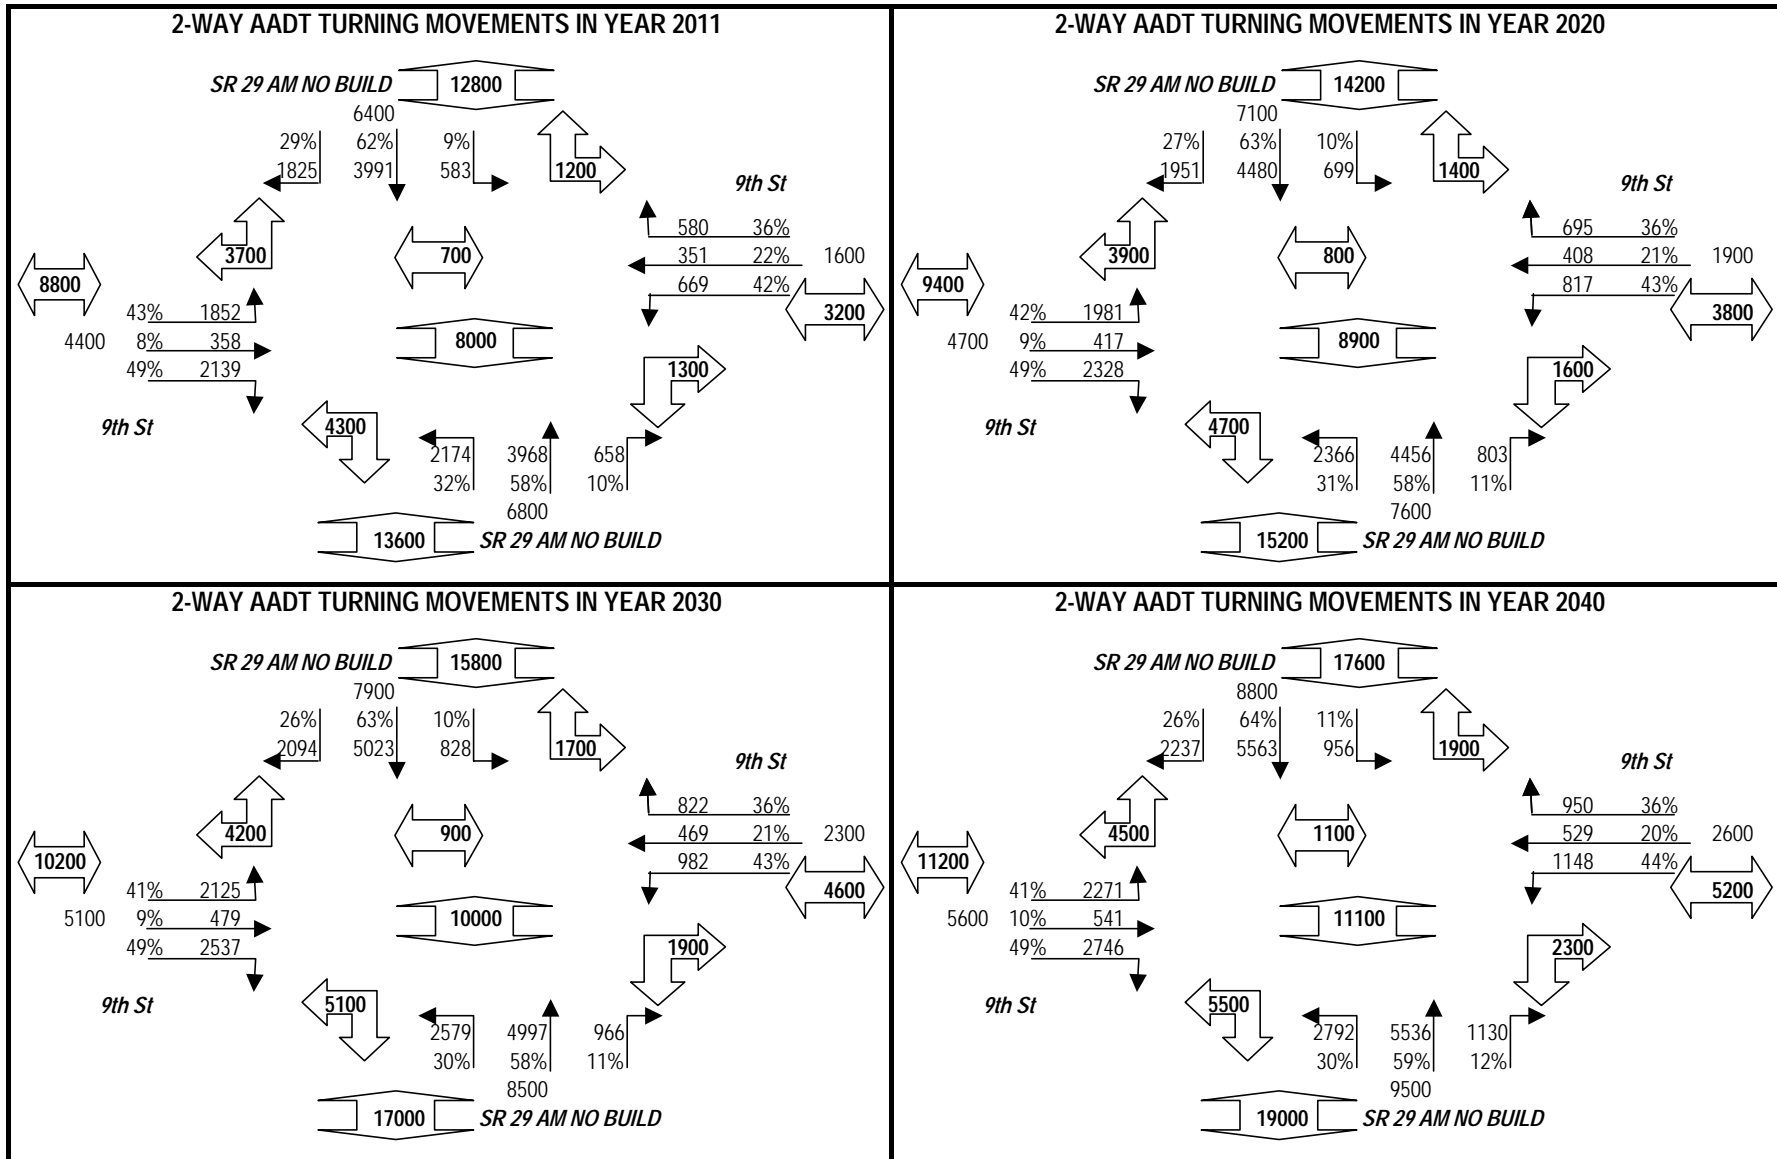 2-WAY AADT TURNING MOVEMENTS IN YEAR 2011
SR 29 AM NO BUILD 12800
6400
29% 62% 9%
1825 3991 583
1200
9th St
3700 700
580 36%
351 22% 1600
669 42%
8800
3200
43% 1852
4400 8% 358
49% 2139
8000
1300
9th St
4300
2174 3968 658
32% 58% 10%
6800
13600 SR 29 AM NO BUILD
2-WAY AADT TURNING MOVEMENTS IN YEAR 2020
SR 29 AM NO BUILD 14200
7100
27% 63% 10%
1951 4480 699
1400
9th St
3900 800
695 36%
408 21% 1900
817 43%
9400
3800
42% 1981
4700 9% 417
49% 2328
8900
1600
9th St
4700
2366 4456 803
31% 58% 11%
7600
15200 SR 29 AM NO BUILD
2-WAY AADT TURNING MOVEMENTS IN YEAR 2030
SR 29 AM NO BUILD 15800
7900
26% 63% 10%
2094 5023 828
1700
9th St
4200 900
822 36%
469 21% 2300
982 43%
10200
4600
41% 2125
5100 9% 479
49% 2537
10000
1900
9th St
5100
2579 4997 966
30% 58% 11%
8500
17000 SR 29 AM NO BUILD
2-WAY AADT TURNING MOVEMENTS IN YEAR 2040
SR 29 AM NO BUILD 17600
8800
26% 64% 11%
2237 5563 956
1900
9th St
4500 1100
950 36%
529 20% 2600
1148 44%
11200
5200
41% 2271
5600 10% 541
49% 2746
11100
2300
9th St
5500
2792 5536 1130
30% 59% 12%
9500
19000 SR 29 AM NO BUILD